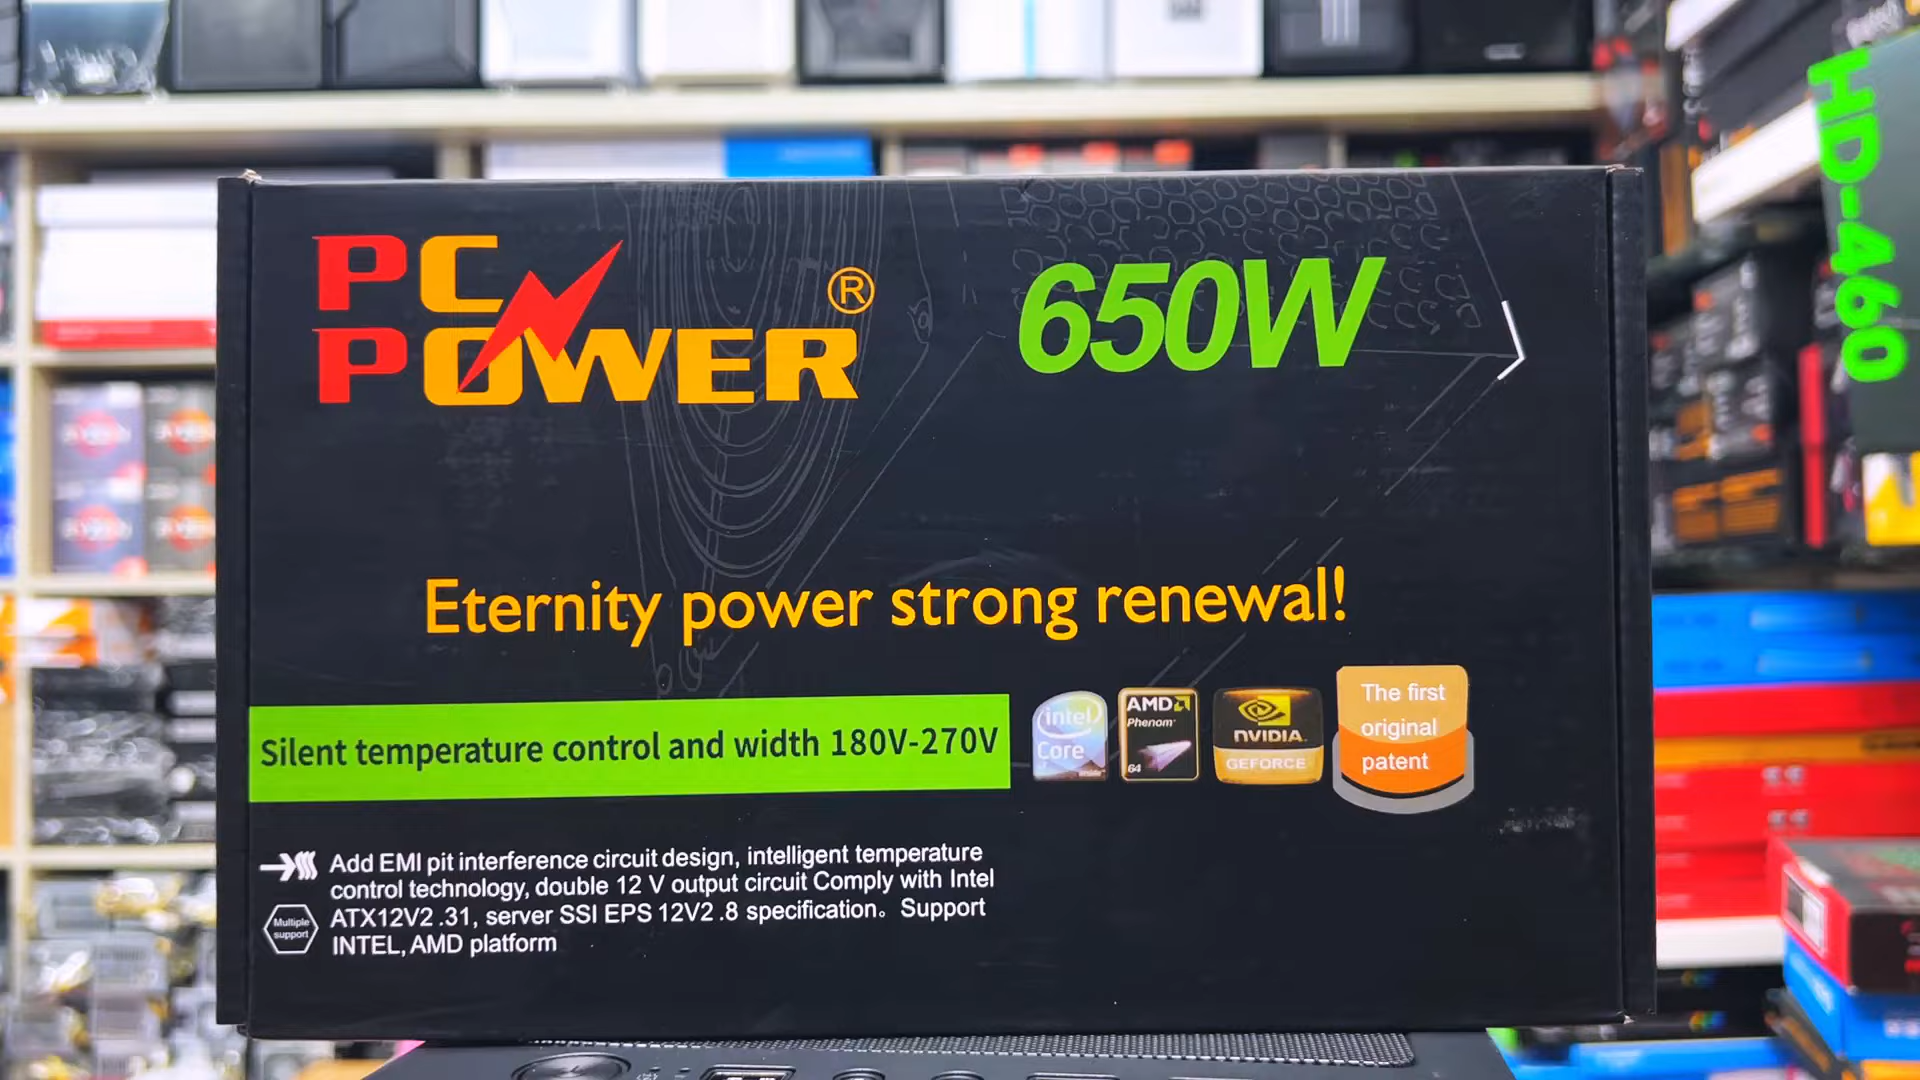 PC
POWER®
650W
HD-460
Eternity power strong renewal!
Silent temperature control and width 180V-270V
intel
Core
inside
AMD
Phenom
64
NVIDIA.
GEFORCE
The first
original
patent
Add EMI pit interference circuit design, intelligent temperature
control technology, double 12 V output circuit Comply with Intel
ATX12V2 .31, server SSI EPS 12V2 .8 specification。 Support
INTEL, AMD platform
Multiple
support